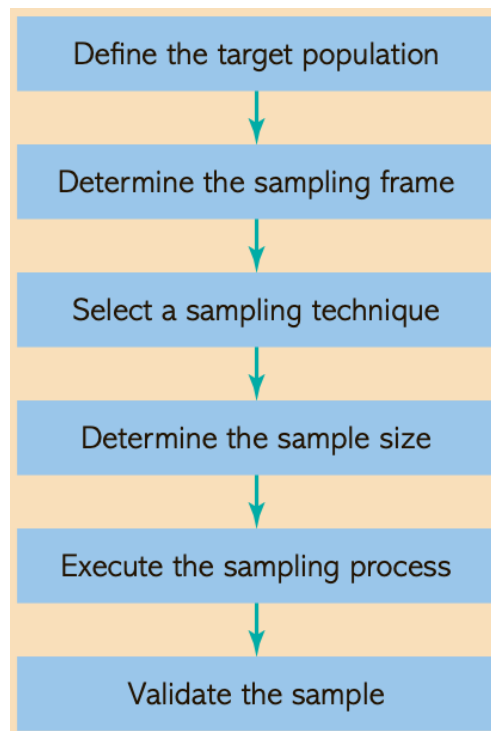 Define the target population
Determine the sampling frame
Select a sampling technique
Determine the sample size
Execute the sampling process
Validate the sample